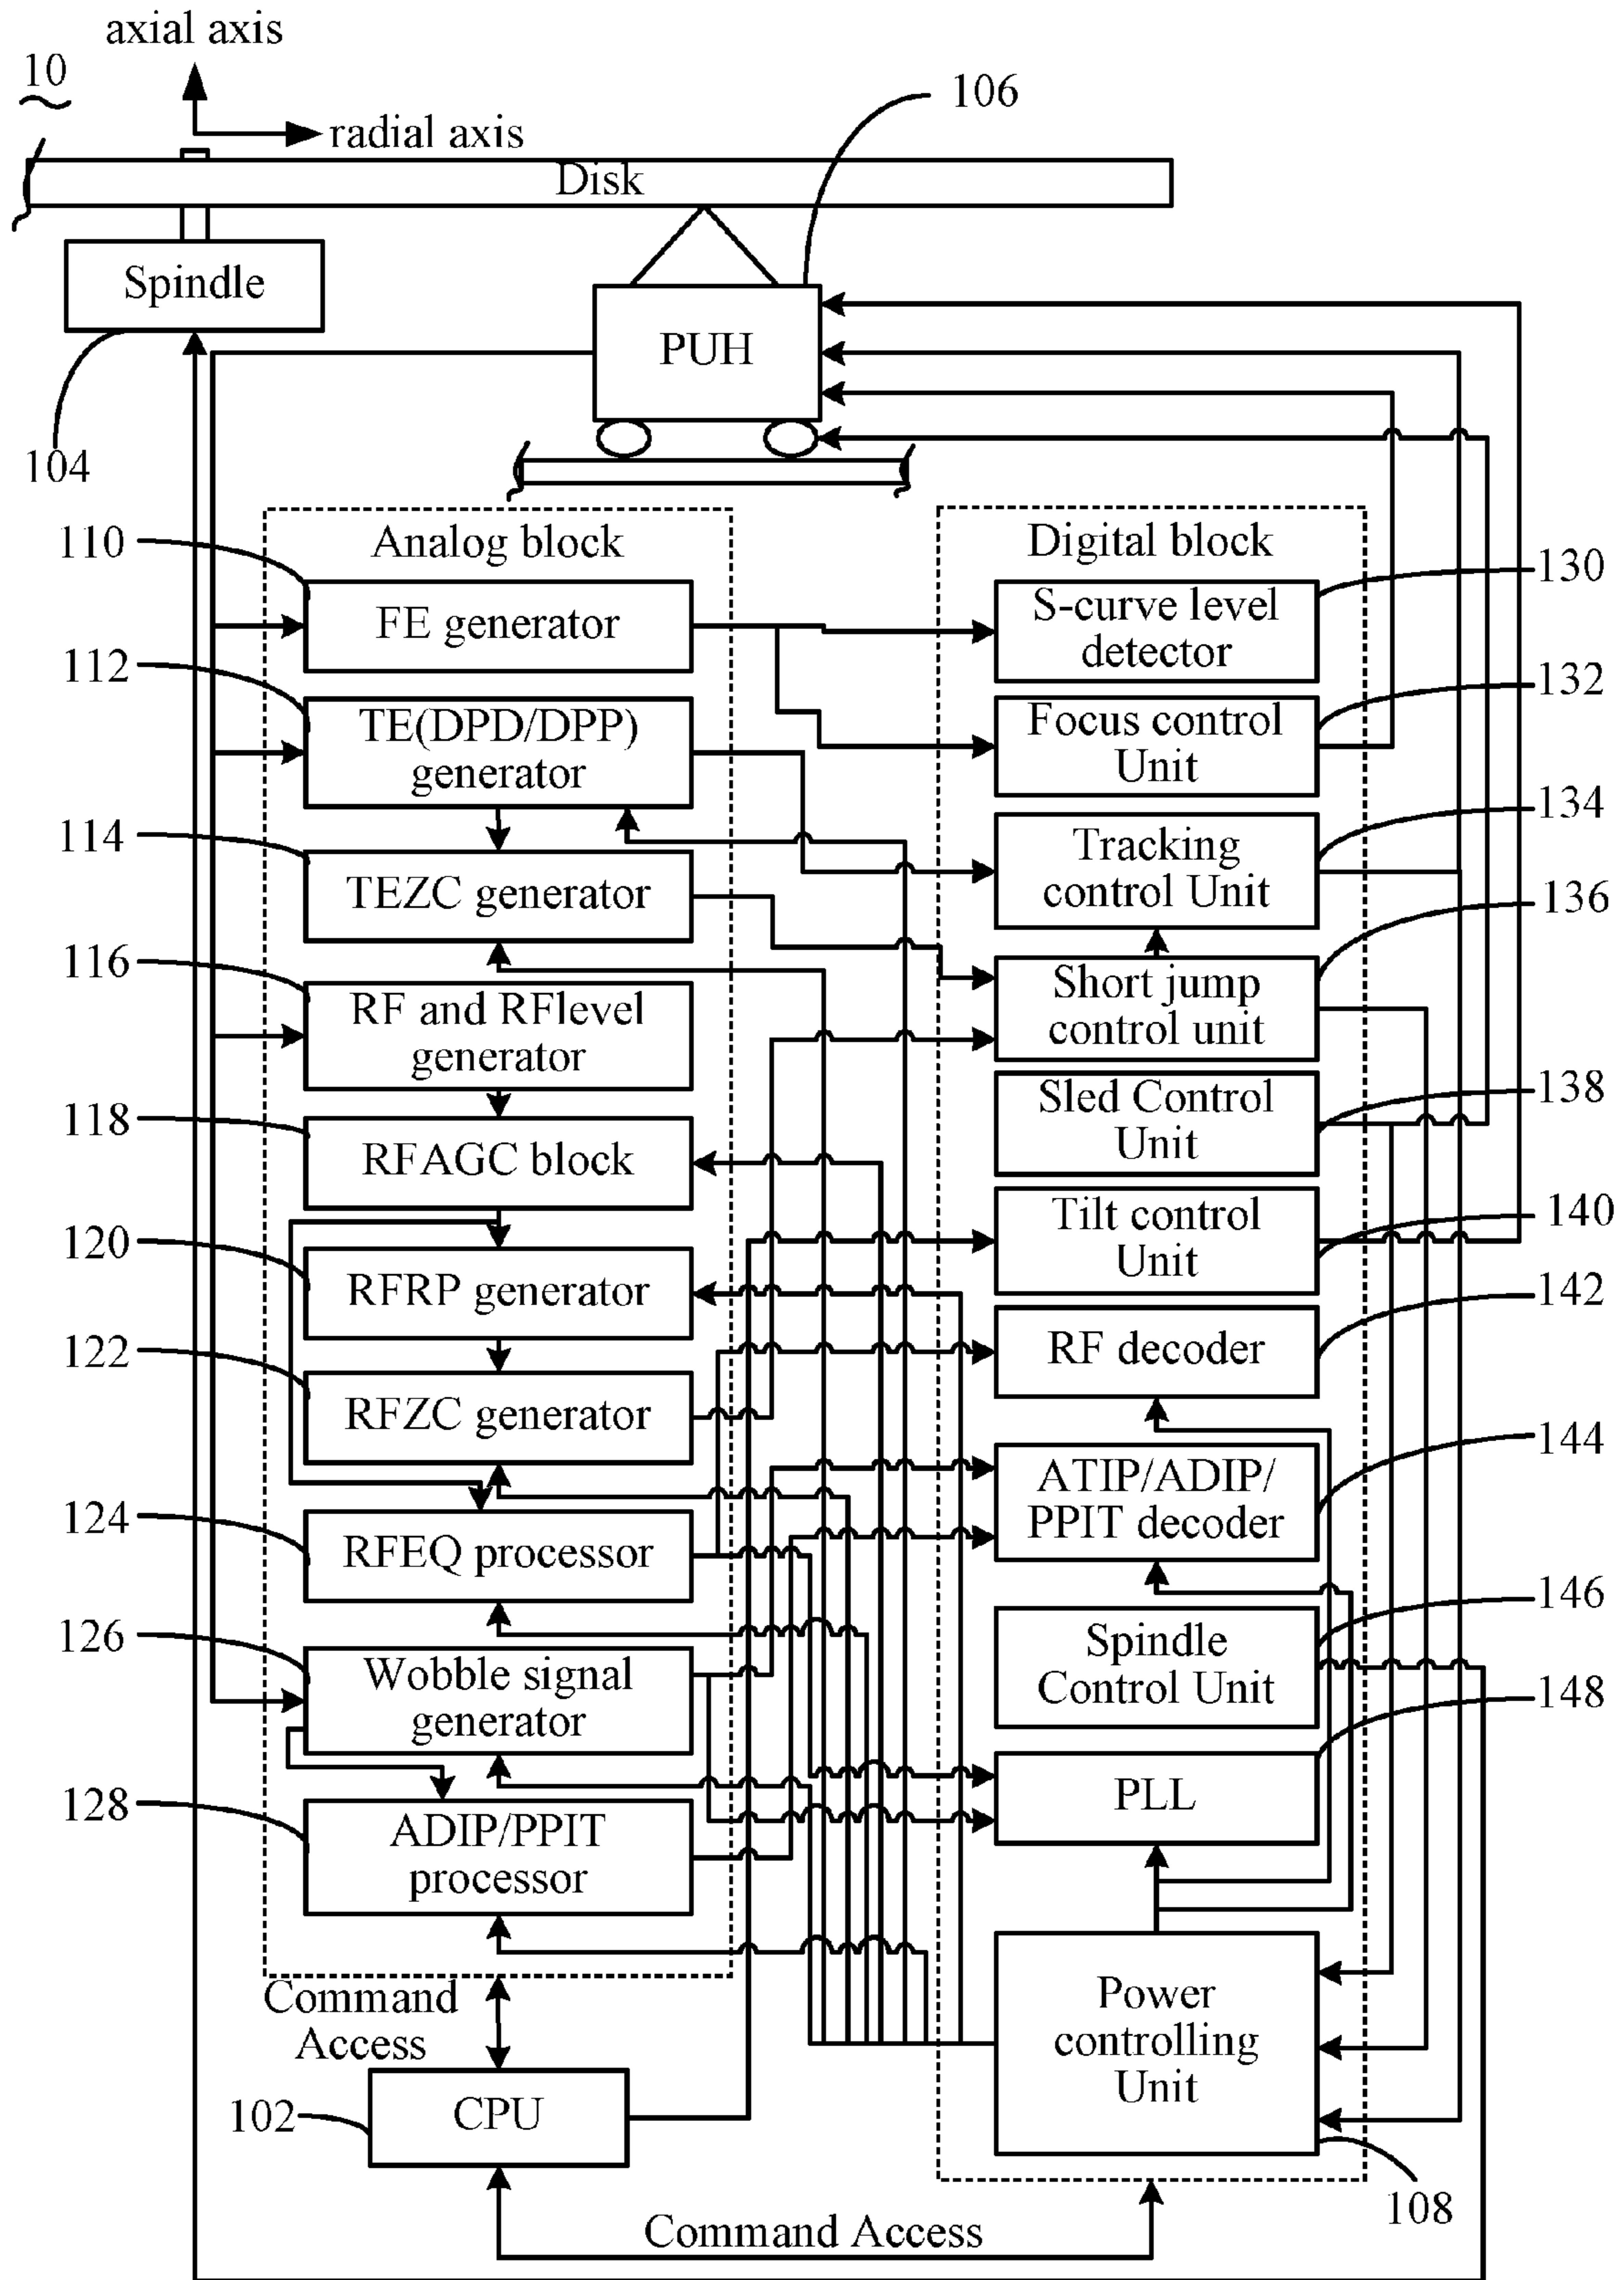 axial axis
10
106
radial axis
Disk
Spindle
PUH
104
Analog block
Digital block
110
FE generator
S-curve level
detector
130
112
TE(DPD/DPP)
generator
Focus control
Unit
132
114
TEZC generator
Tracking
control Unit
134
116
RF and RFlevel
generator
Short jump
control unit
136
118
RFAGC block
Sled Control
Unit
138
120
RFRP generator
Tilt control
Unit
140
122
RFZC generator
RF decoder
142
124
RFEQ processor
ATIP/ADIP/
PPIT decoder
144
126
Wobble signal
generator
Spindle
Control Unit
146
128
ADIP/PPIT
processor
PLL
148
Command
Access
Power
controlling
Unit
102
CPU
108
Command Access